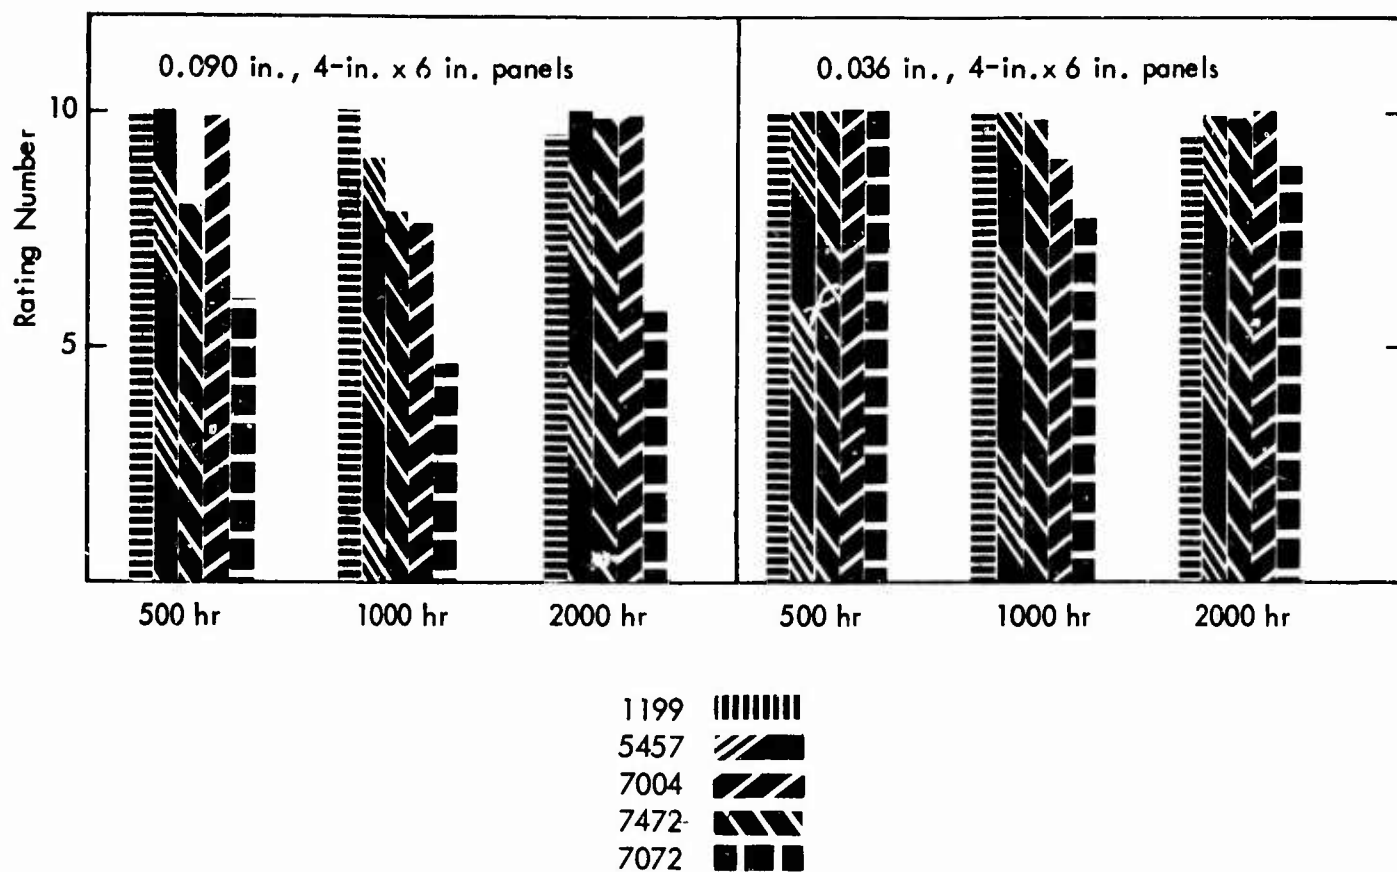 0.090 in., 4-in. x 6 in. panels
0.036 in., 4-in. x 6 in. panels
10
5
Rating Number
500 hr
1000 hr
2000 hr
500 hr
1000 hr
2000 hr
1199
5457
7004
7472
7072